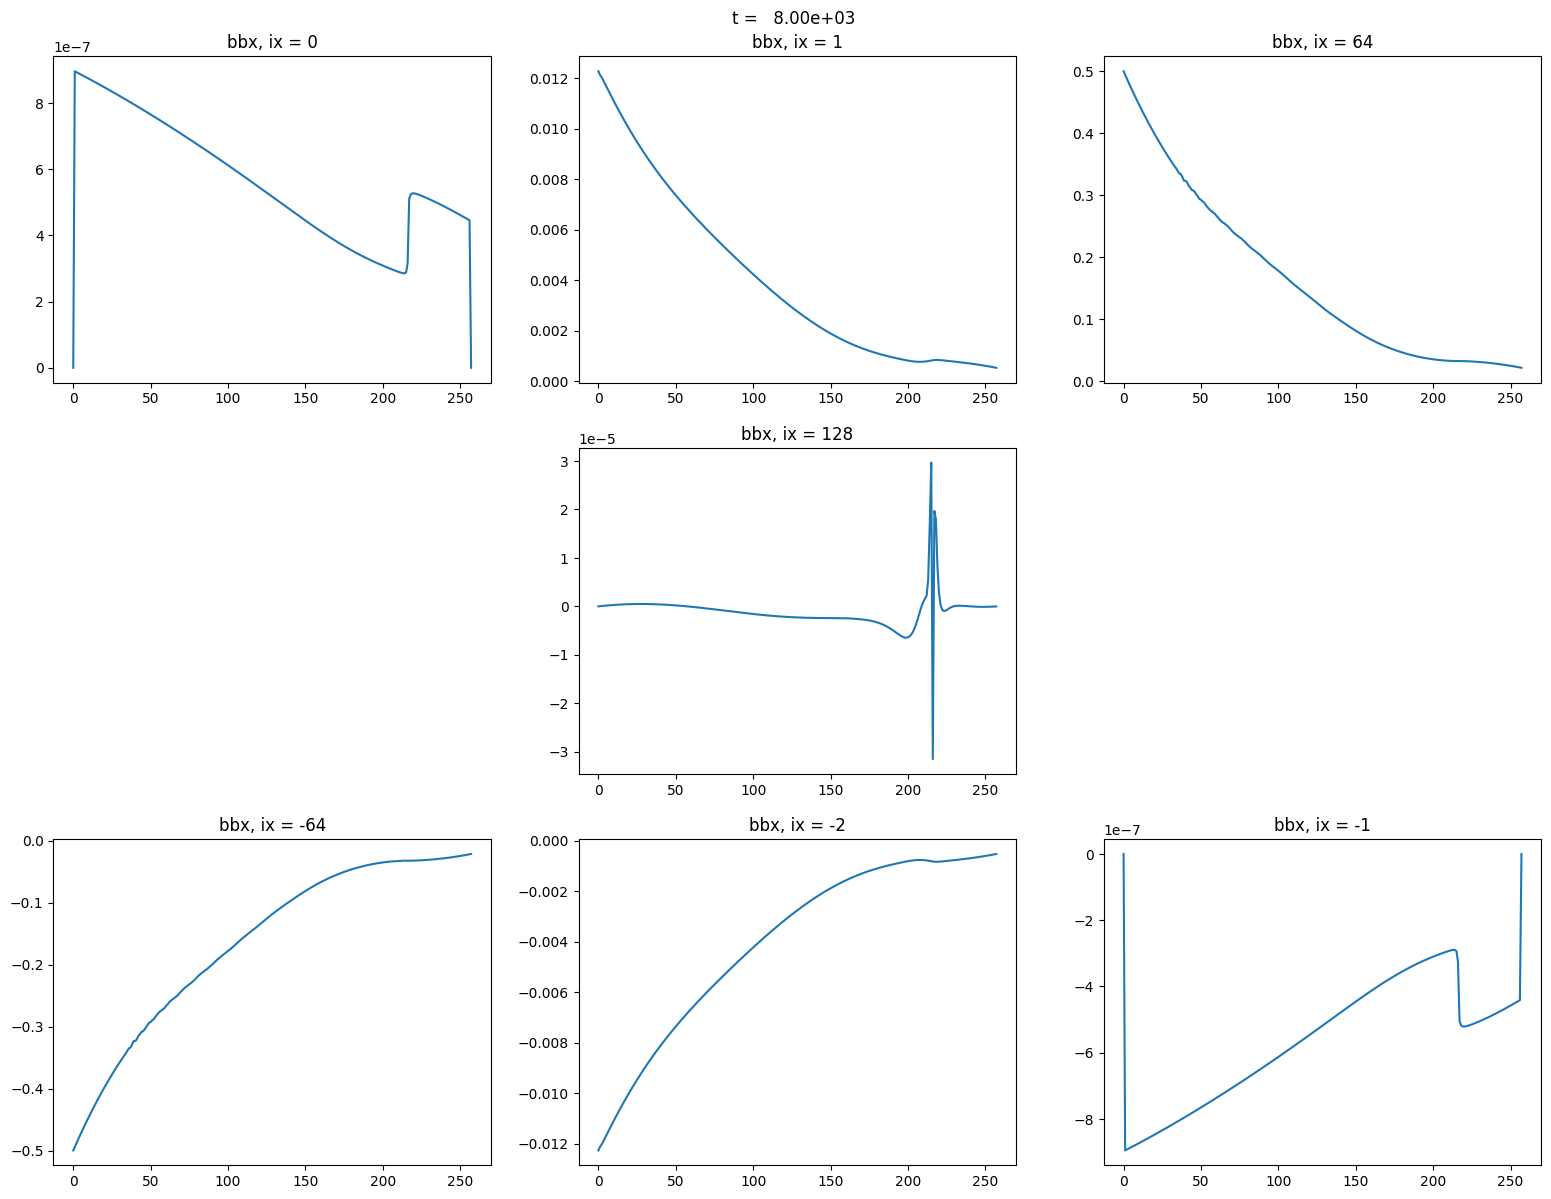 t =   8.00e+03
bbx, ix = 0
bbx, ix = 1
bbx, ix = 64
1e−7
8
6
4
2
0
0 50 100 150 200 250
0.012
0.010
0.008
0.006
0.004
0.002
0.000
0 50 100 150 200 250
0.5
0.4
0.3
0.2
0.1
0.0
0 50 100 150 200 250
bbx, ix = 128
1e−5
3
2
1
0
−1
−2
−3
0 50 100 150 200 250
bbx, ix = -64
bbx, ix = -2
bbx, ix = -1
0.0
−0.1
−0.2
−0.3
−0.4
−0.5
0 50 100 150 200 250
0.000
−0.002
−0.004
−0.006
−0.008
−0.010
−0.012
0 50 100 150 200 250
1e−7
0
−2
−4
−6
−8
0 50 100 150 200 250